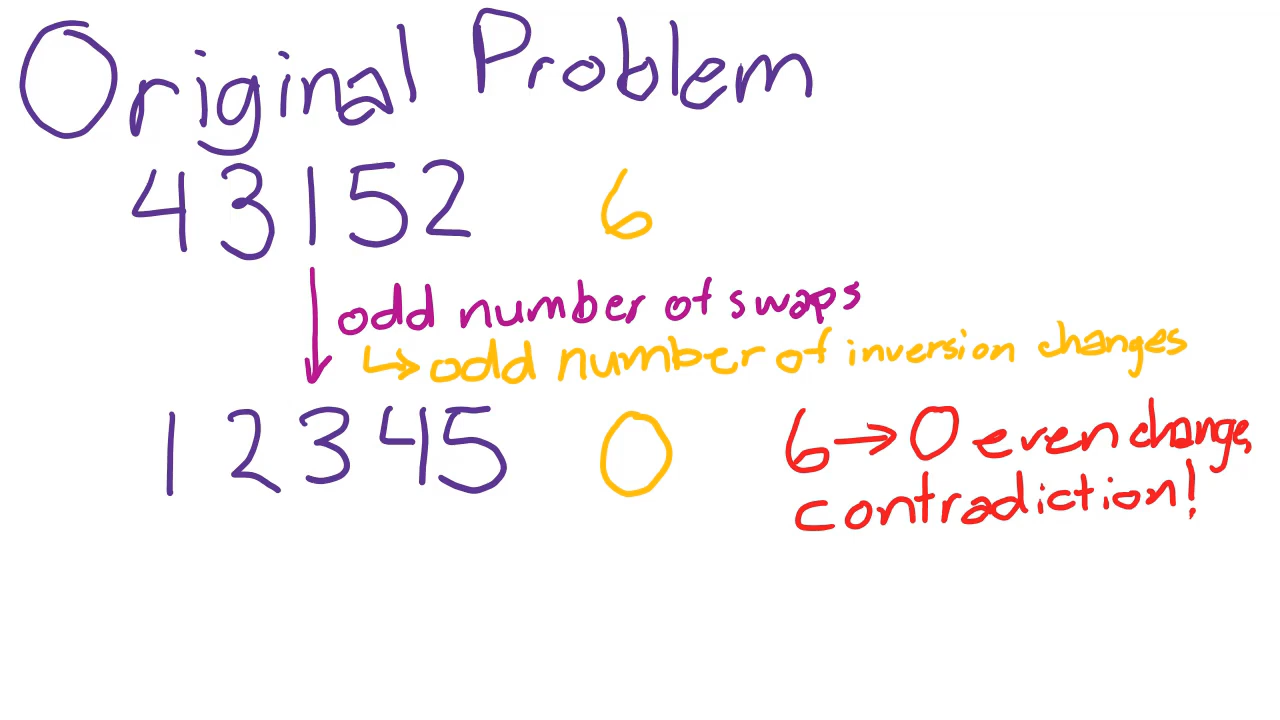 Original Problem
43152 6
odd number of swaps
↳ odd number of inversion changes
12345 0
6→0 even change,
contradiction!